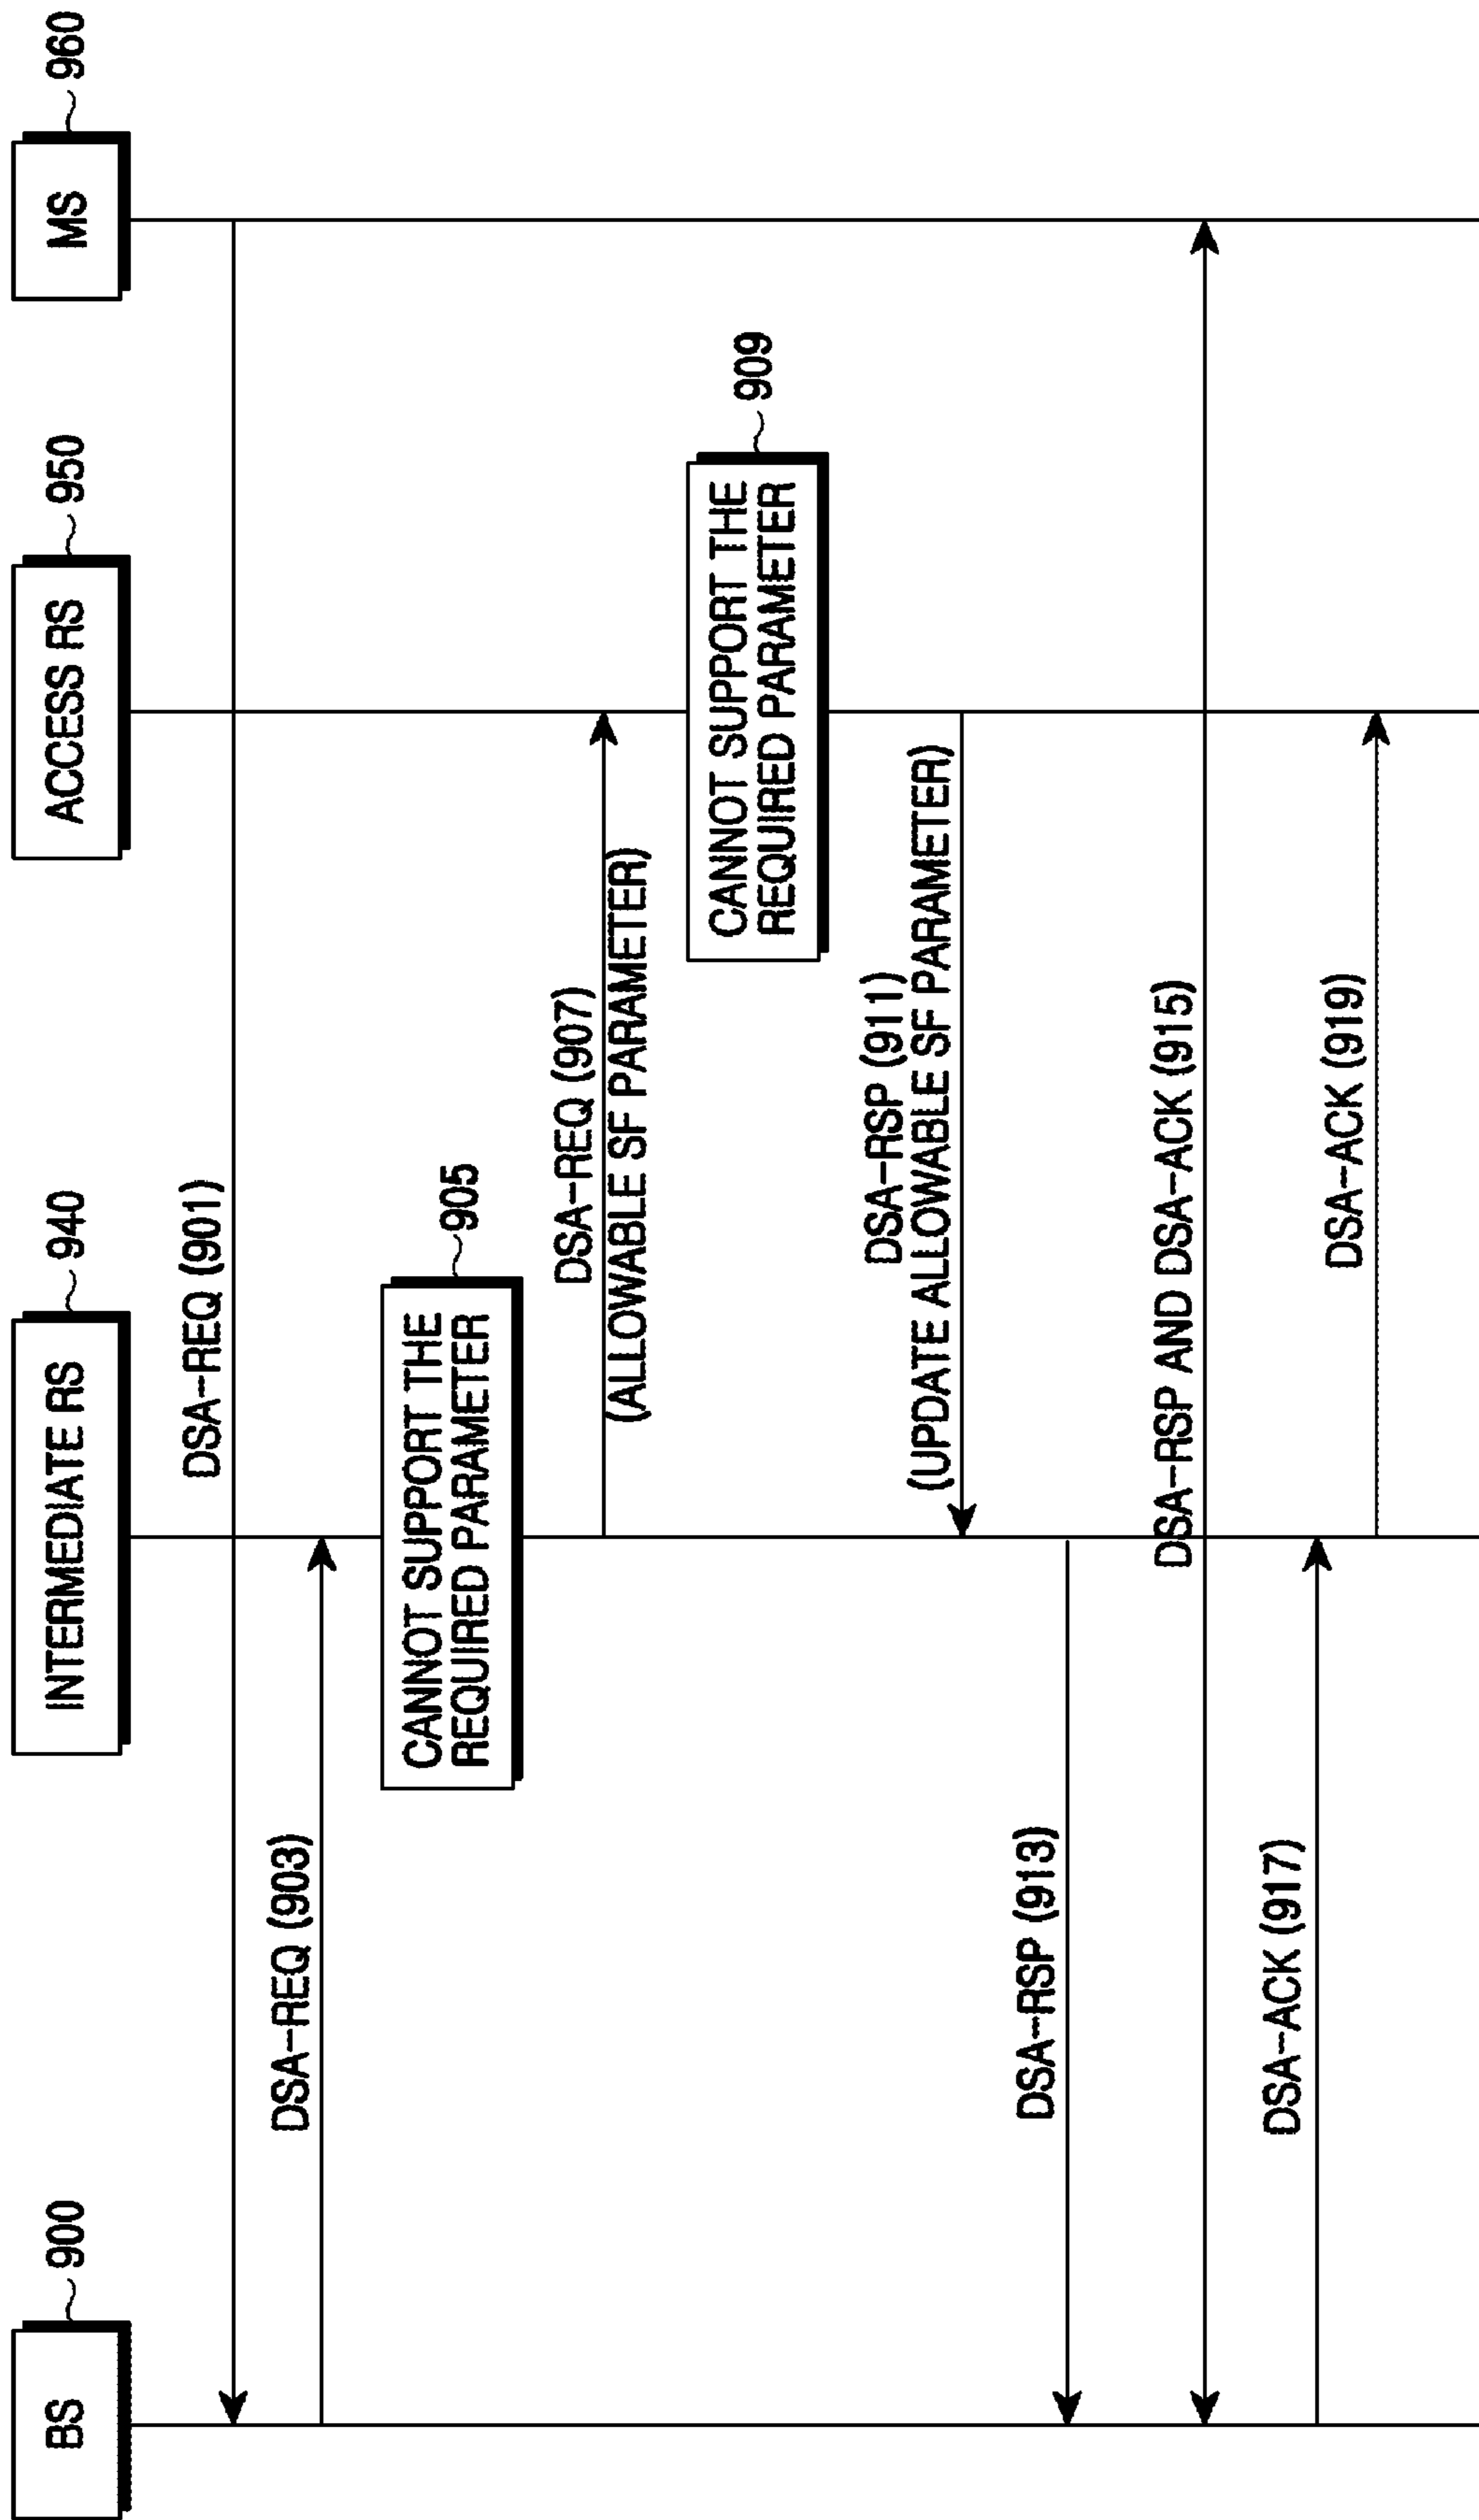 BS
900
INTERMEDIATE RS
940
ACCESS RS
950
MS
960
DSA-REQ (901)
DSA-REQ (903)
CANNOT SUPPORT THE
REQUIRED PARAMETER
905
DSA-REQ (907)
(ALLOWABLE SF PARAMETER)
CANNOT SUPPORT THE
REQUIRED PARAMETER
909
DSA-RSP (911)
(UPDATE ALLOWABLE SF PARAMETER)
DSA-RSP (913)
DSA-RSP AND DSA-ACK (915)
DSA-ACK (917)
DSA-ACK (919)